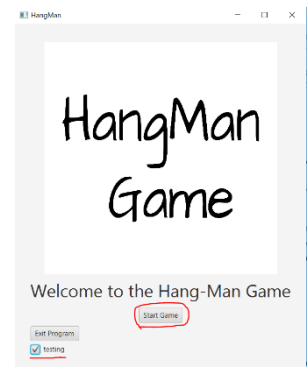 HangMan
HangMan
Game
Welcome to the Hang-Man Game
Start Game
Exit Program
testing